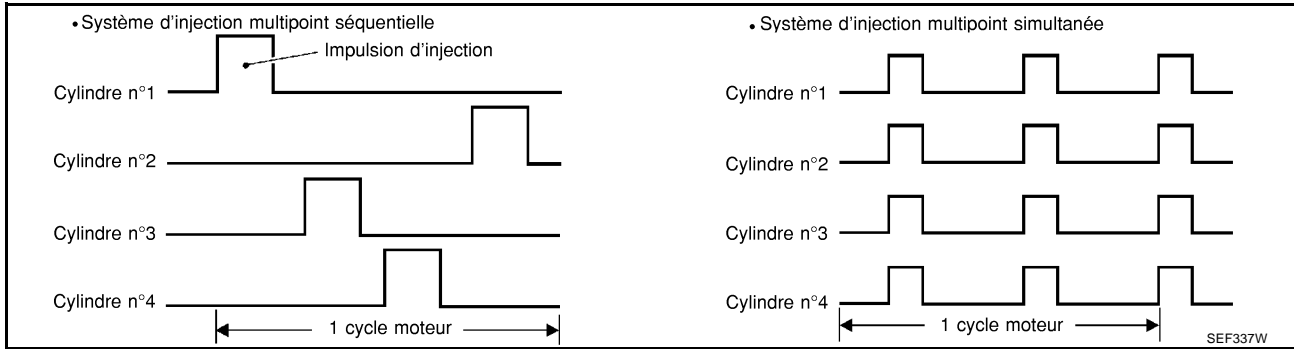 • Système d'injection multipoint séquentielle
Impulsion d'injection
Cylindre n°1
Cylindre n°2
Cylindre n°3
Cylindre n°4
1 cycle moteur
• Système d'injection multipoint simultanée
Cylindre n°1
Cylindre n°2
Cylindre n°3
Cylindre n°4
1 cycle moteur
SEF337W